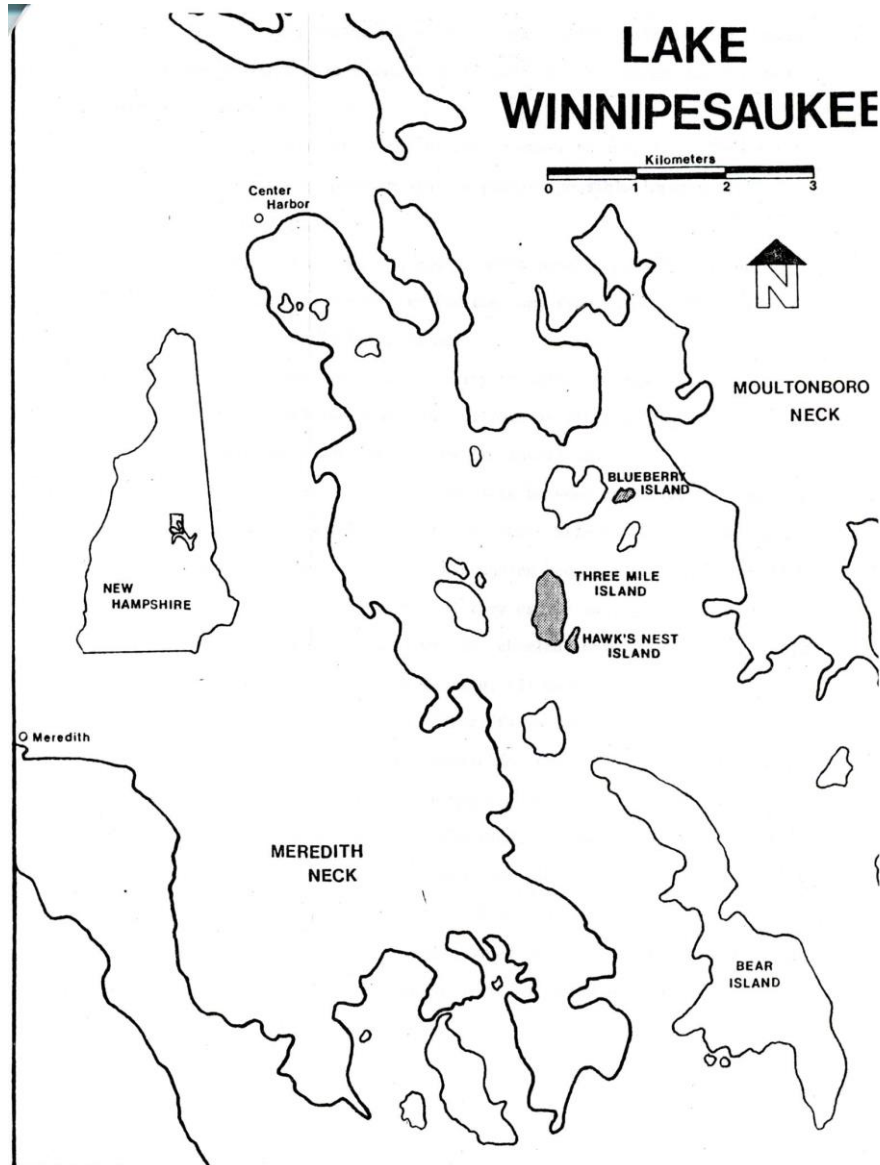 LAKE
WINNIPESAUKEE
Kilometers
0 1 2 3
Center
Harbor
N
MOULTONBORO
NECK
BLUEBERRY
ISLAND
THREE MILE
ISLAND
NEW
HAMPSHIRE
HAWK'S NEST
ISLAND
Meredith
MEREDITH
NECK
BEAR
ISLAND